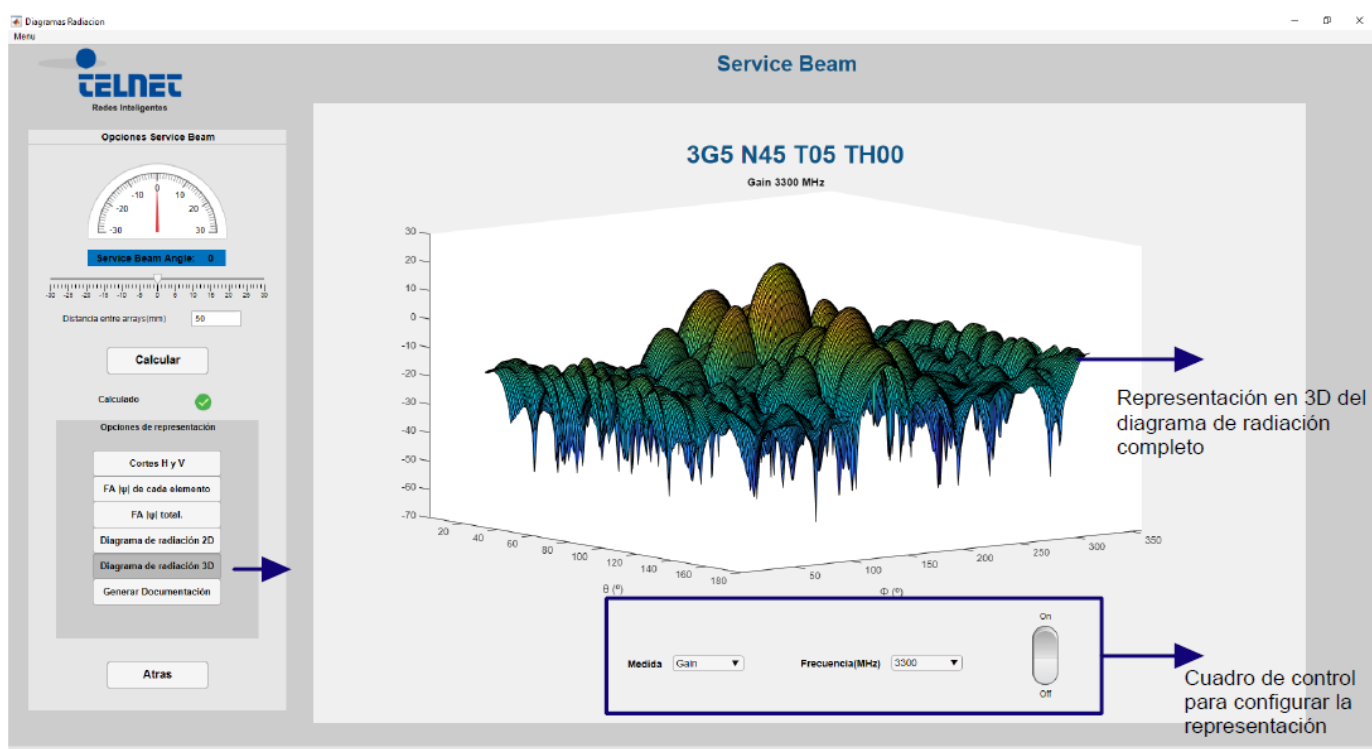 Diagramas Radiacion
Menu
TELNET
Redes Inteligentes
Service Beam
Opciones Service Beam
-30 -20 -10 0 10 20 30
Service Beam Angle: 0
-30 -25 -20 -15 -10 -5 0 5 10 15 20 25 30
Distancia entre arrays(mm) 50
Calcular
Calculado
Opciones de representación
Cortes H y V
FA |ψ| de cada elemento
FA |ψ| total.
Diagrama de radiación 2D
Diagrama de radiación 3D
Generar Documentación
Atras
3G5 N45 T05 TH00
Gain 3300 MHz
30
20
10
0
-10
-20
-30
-40
-50
-60
-70
20 40 60 80 100 120 140 160 180
θ (º)
50 100 150 200 250 300 350
Φ (º)
Medida Gain
Frecuencia(MHz) 3300
On
Off
Representación en 3D del
diagrama de radiación
completo
Cuadro de control
para configurar la
representación